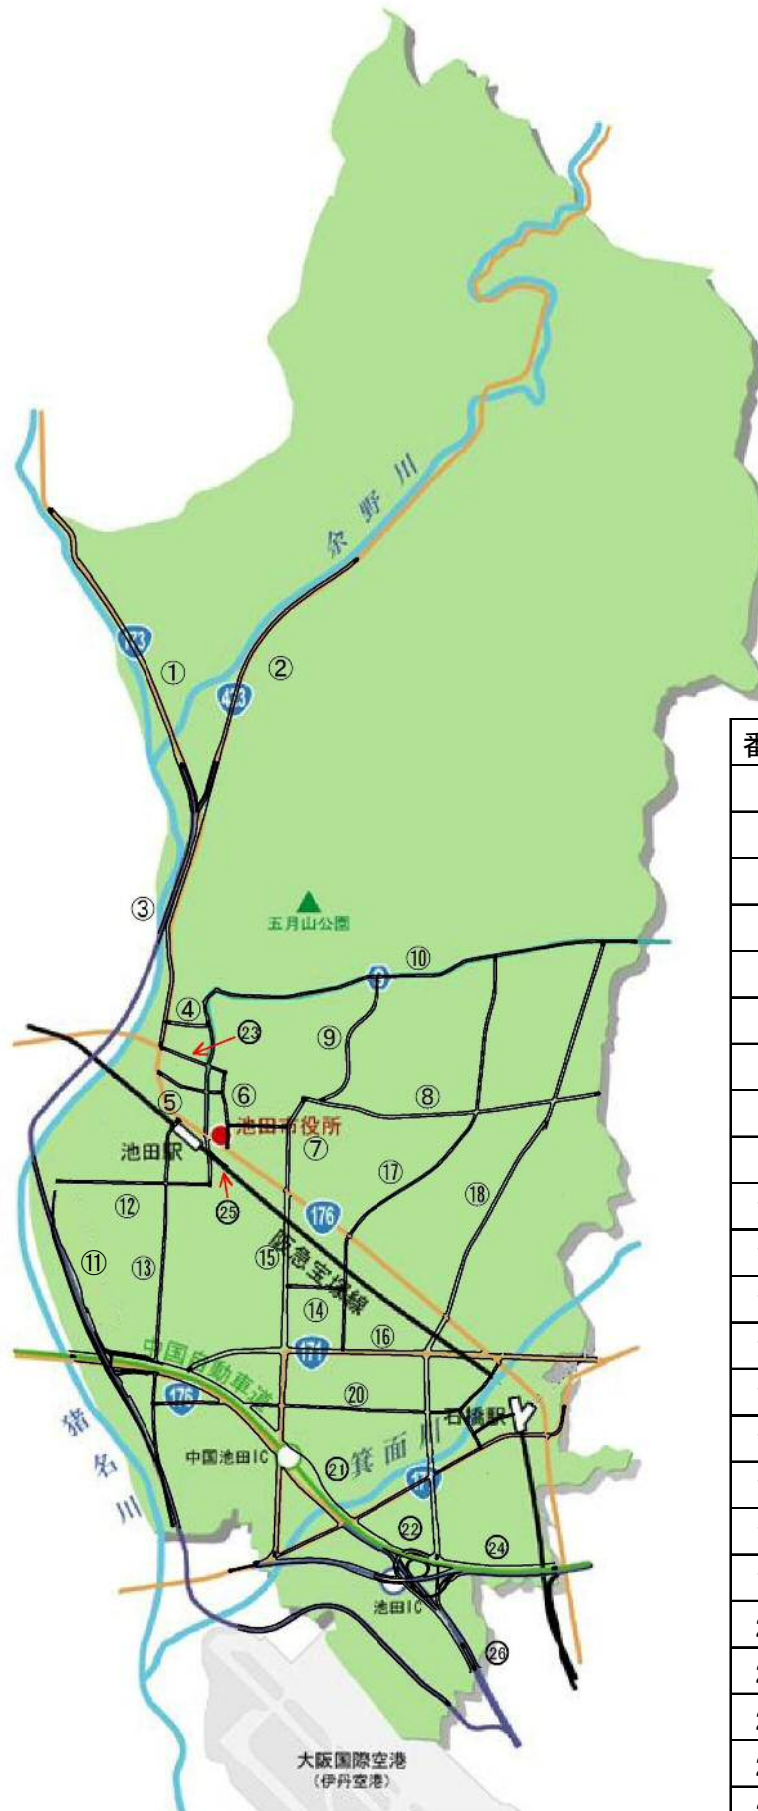 余野川
173
①
②
423
番
③
五月山公園
⑩
9
④
㉓
⑨
⑥
⑧
⑤
池田市役所
池田駅
⑦
⑰
⑱
⑫
㉕
176
⑪
⑬
⑮
阪急宝塚線
⑭
⑯
中国自動車道
171
176
⑳
石橋駅
猪名川
中国池田IC
㉑
箕面川
㉒
㉔
池田IC
㉖
大阪国際空港
(伊丹空港)